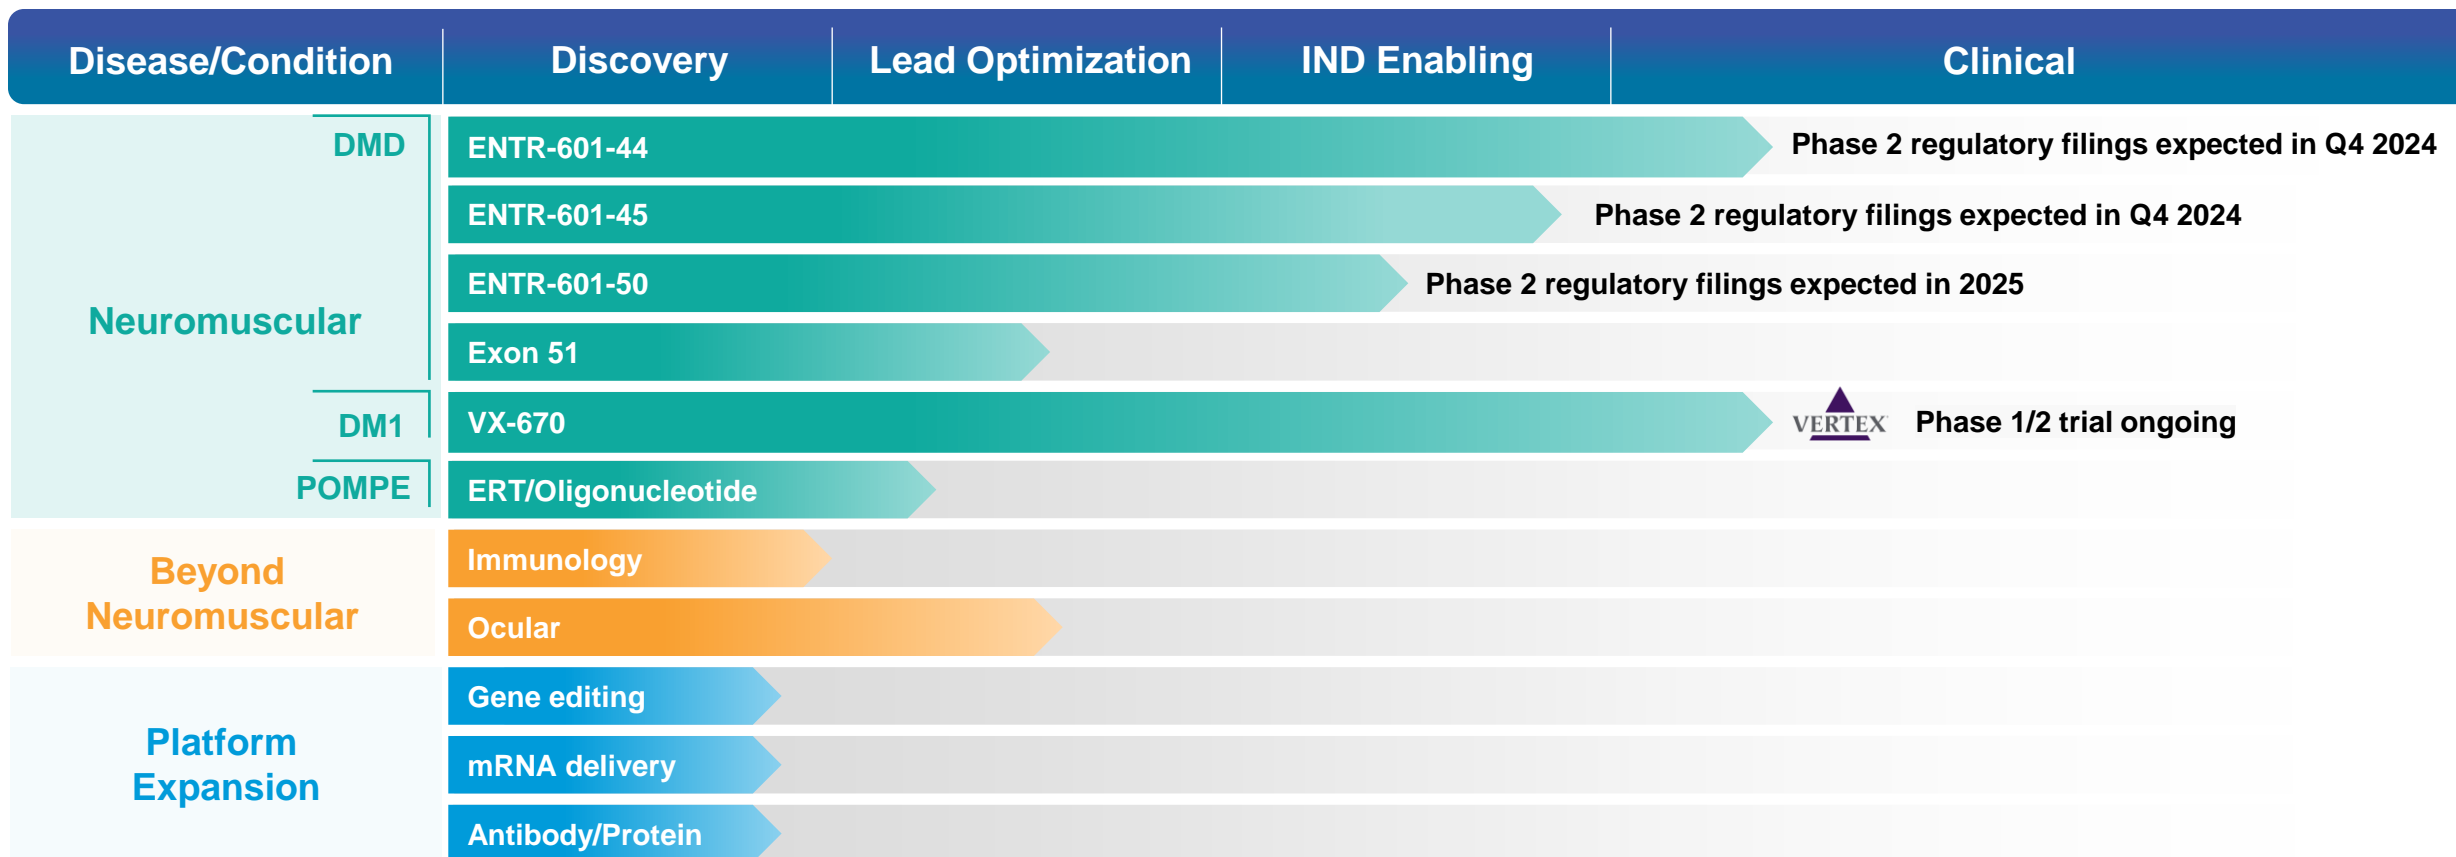 Disease/Condition
Discovery
Lead Optimization
IND Enabling
Clinical
Neuromuscular
DMD
ENTR-601-44
Phase 2 regulatory filings expected in Q4 2024
ENTR-601-45
Phase 2 regulatory filings expected in Q4 2024
ENTR-601-50
Phase 2 regulatory filings expected in 2025
Exon 51
DM1
VX-670
VERTEX
Phase 1/2 trial ongoing
POMPE
ERT/Oligonucleotide
Beyond
Neuromuscular
Immunology
Ocular
Platform
Expansion
Gene editing
mRNA delivery
Antibody/Protein